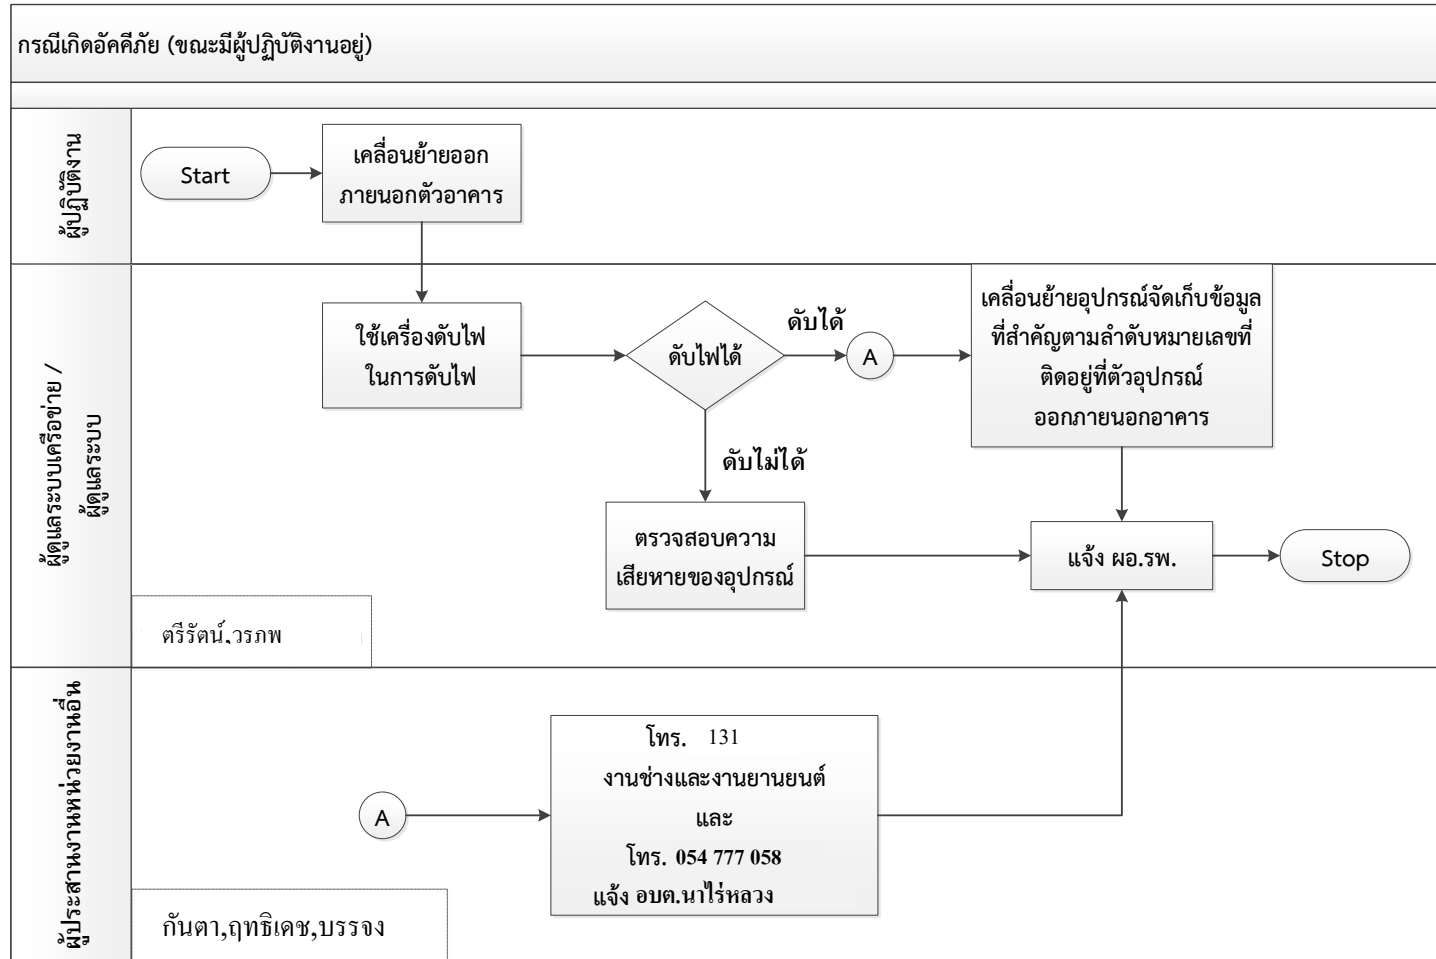 กรณีเกิดอัคคีภัย (ขณะมีผู้ปฏิบัติงานอยู่)
ผู้ปฏิบัติงาน
Start
เคลื่อนย้ายออก
ภายนอกตัวอาคาร
ผู้ดูแลระบบเครือข่าย /
ผู้ดูแลระบบ
ใช้เครื่องดับไฟ
ในการดับไฟ
ดับไฟได้
ดับได้
A
เคลื่อนย้ายอุปกรณ์จัดเก็บข้อมูล
ที่สำคัญตามลำดับหมายเลขที่
ติดอยู่ที่ตัวอุปกรณ์
ออกภายนอกอาคาร
ดับไม่ได้
ตรวจสอบความ
เสียหายของอุปกรณ์
แจ้ง ผอ.รพ.
Stop
ตรีรัตน์,วรภพ
ผู้ประสานงานหน่วยงานอื่น
A
โทร. 131
งานช่างและงานยานยนต์
และ
โทร. 054 777 058
แจ้ง อบต.นาไร่หลวง
กันตา,ฤทธิเดช,บรรจง